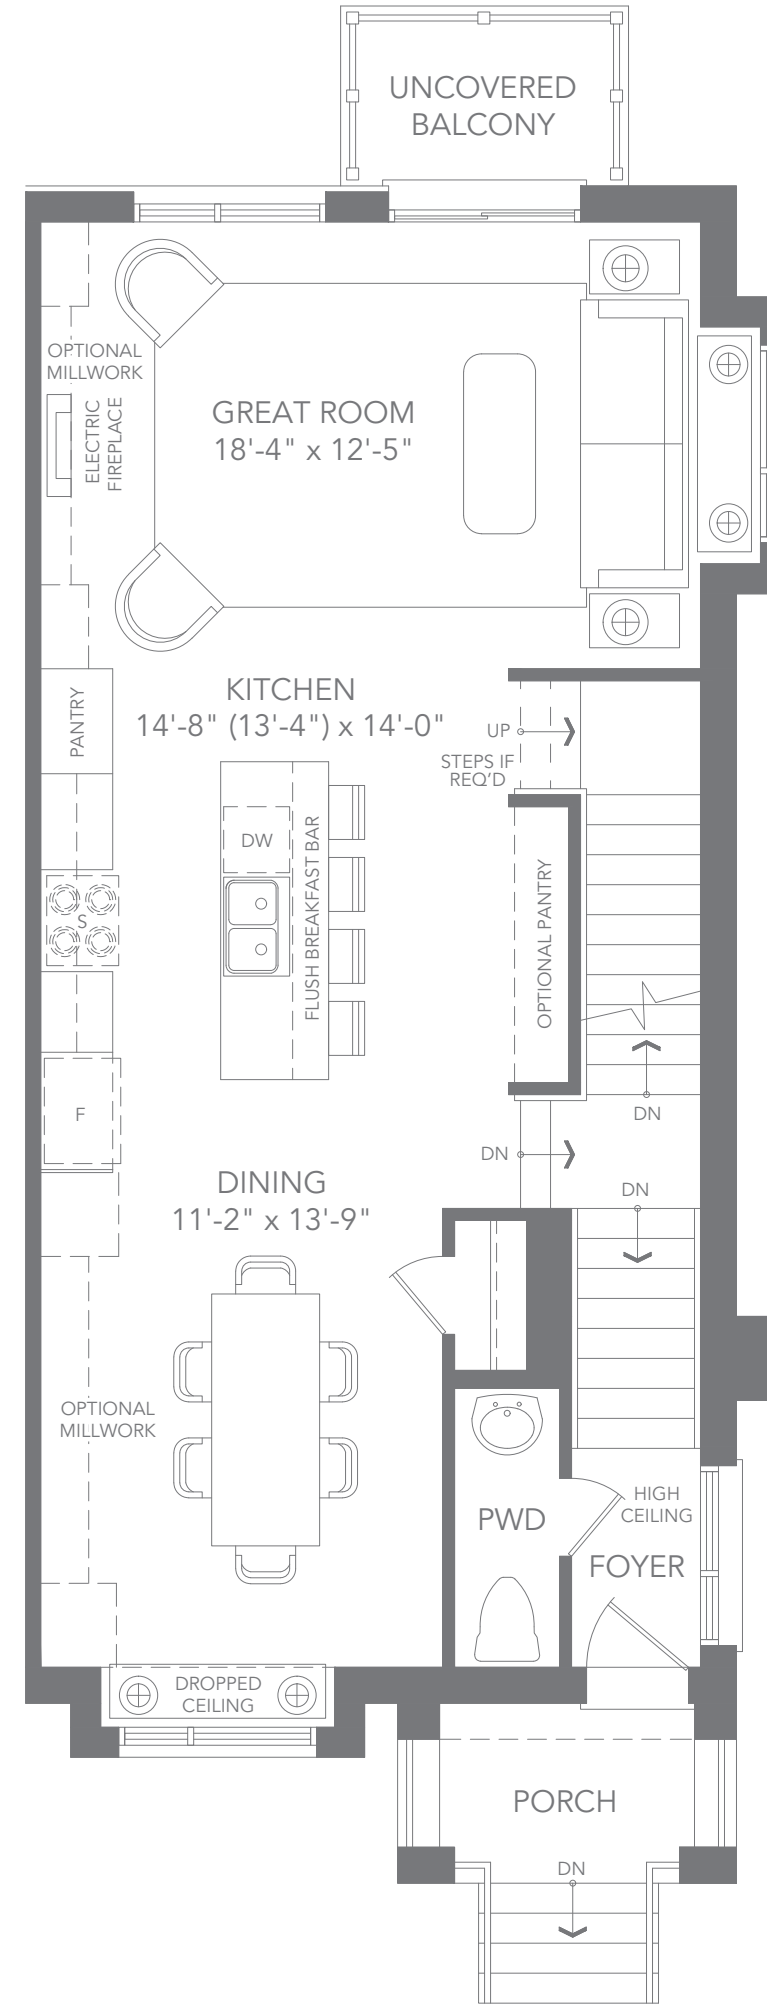 UNCOVERED
BALCONY
OPTIONAL
MILLWORK
ELECTRIC
FIREPLACE
GREAT ROOM
18'-4" x 12'-5"
KITCHEN
14'-8" (13'-4") x 14'-0"
PANTRY
UP
STEPS IF
REQ'D
DW
FLUSH BREAKFAST BAR
S
OPTIONAL PANTRY
F
DN
DN
DN
DINING
11'-2" x 13'-9"
OPTIONAL
MILLWORK
PWD
HIGH
CEILING
FOYER
DROPPED
CEILING
PORCH
DN